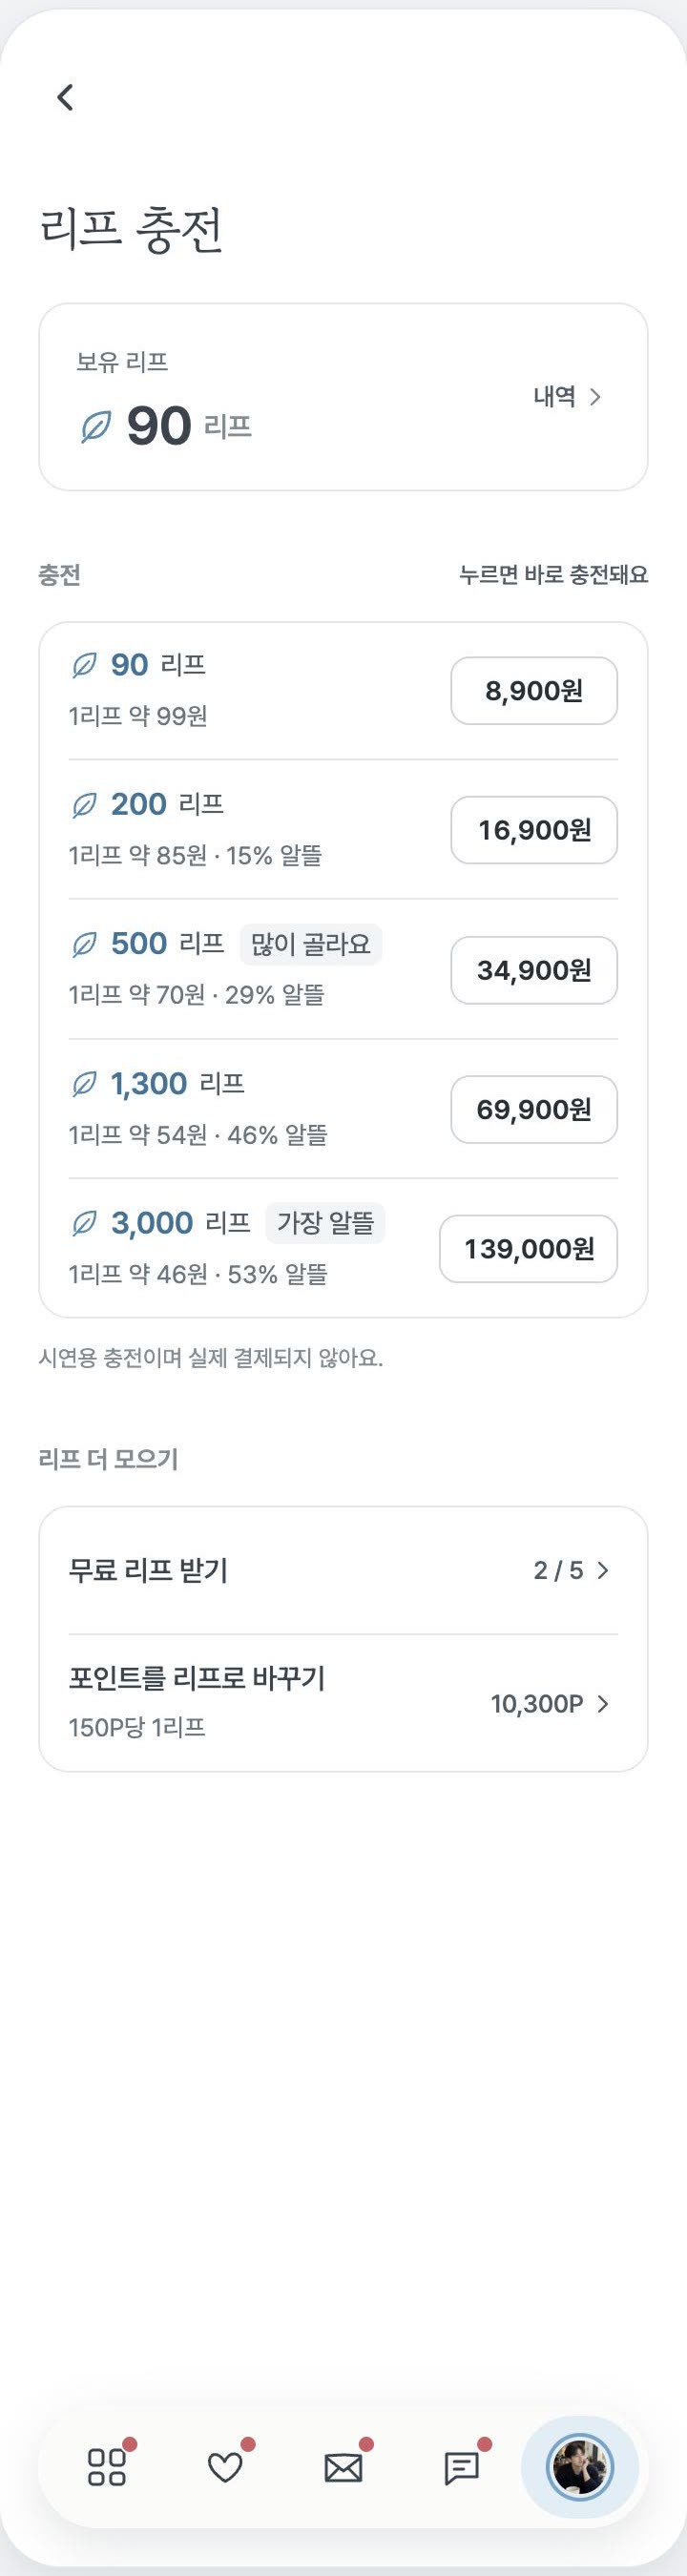 리프 충전
보유 리프
90 리프
내역
충전
누르면 바로 충전돼요
90 리프
1리프 약 99원
8,900원
200 리프
1리프 약 85원 · 15% 알뜰
16,900원
500 리프 많이 골라요
1리프 약 70원 · 29% 알뜰
34,900원
1,300 리프
1리프 약 54원 · 46% 알뜰
69,900원
3,000 리프 가장 알뜰
1리프 약 46원 · 53% 알뜰
139,000원
시연용 충전이며 실제 결제되지 않아요.
리프 더 모으기
무료 리프 받기
2 / 5
포인트를 리프로 바꾸기
150P당 1리프
10,300P